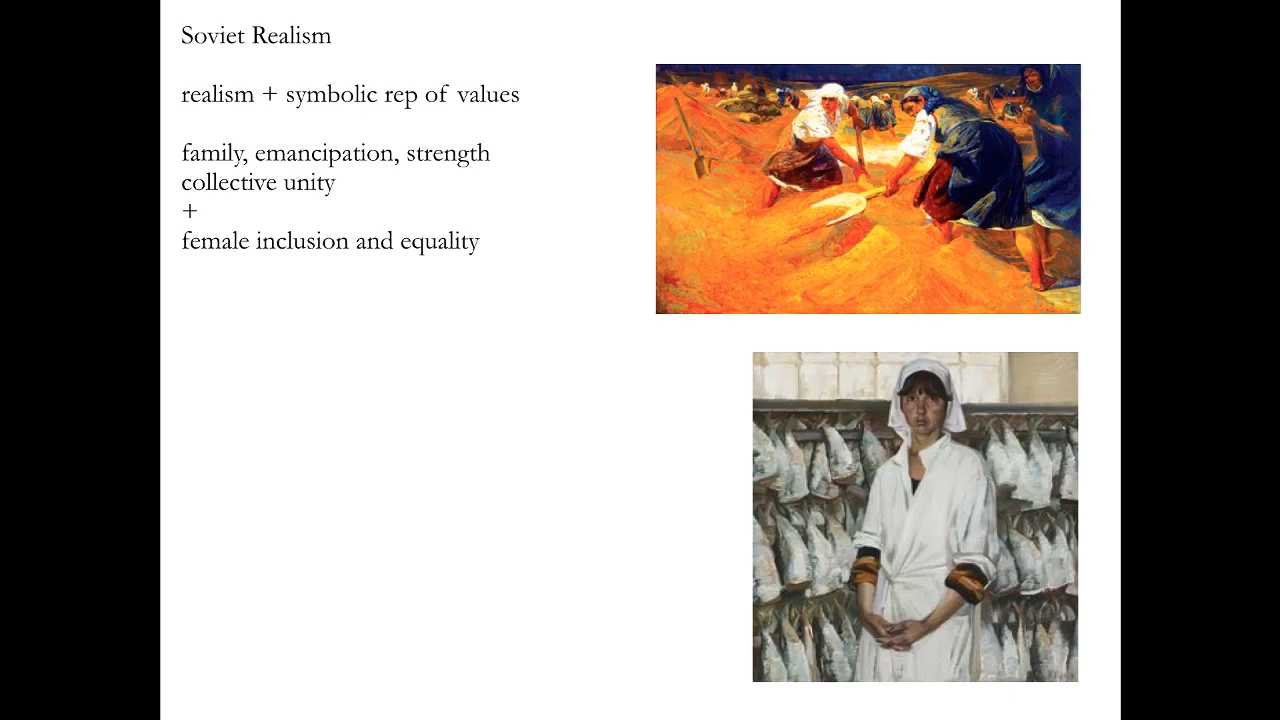 Soviet Realism
realism + symbolic rep of values
family, emancipation, strength
collective unity
+
female inclusion and equality